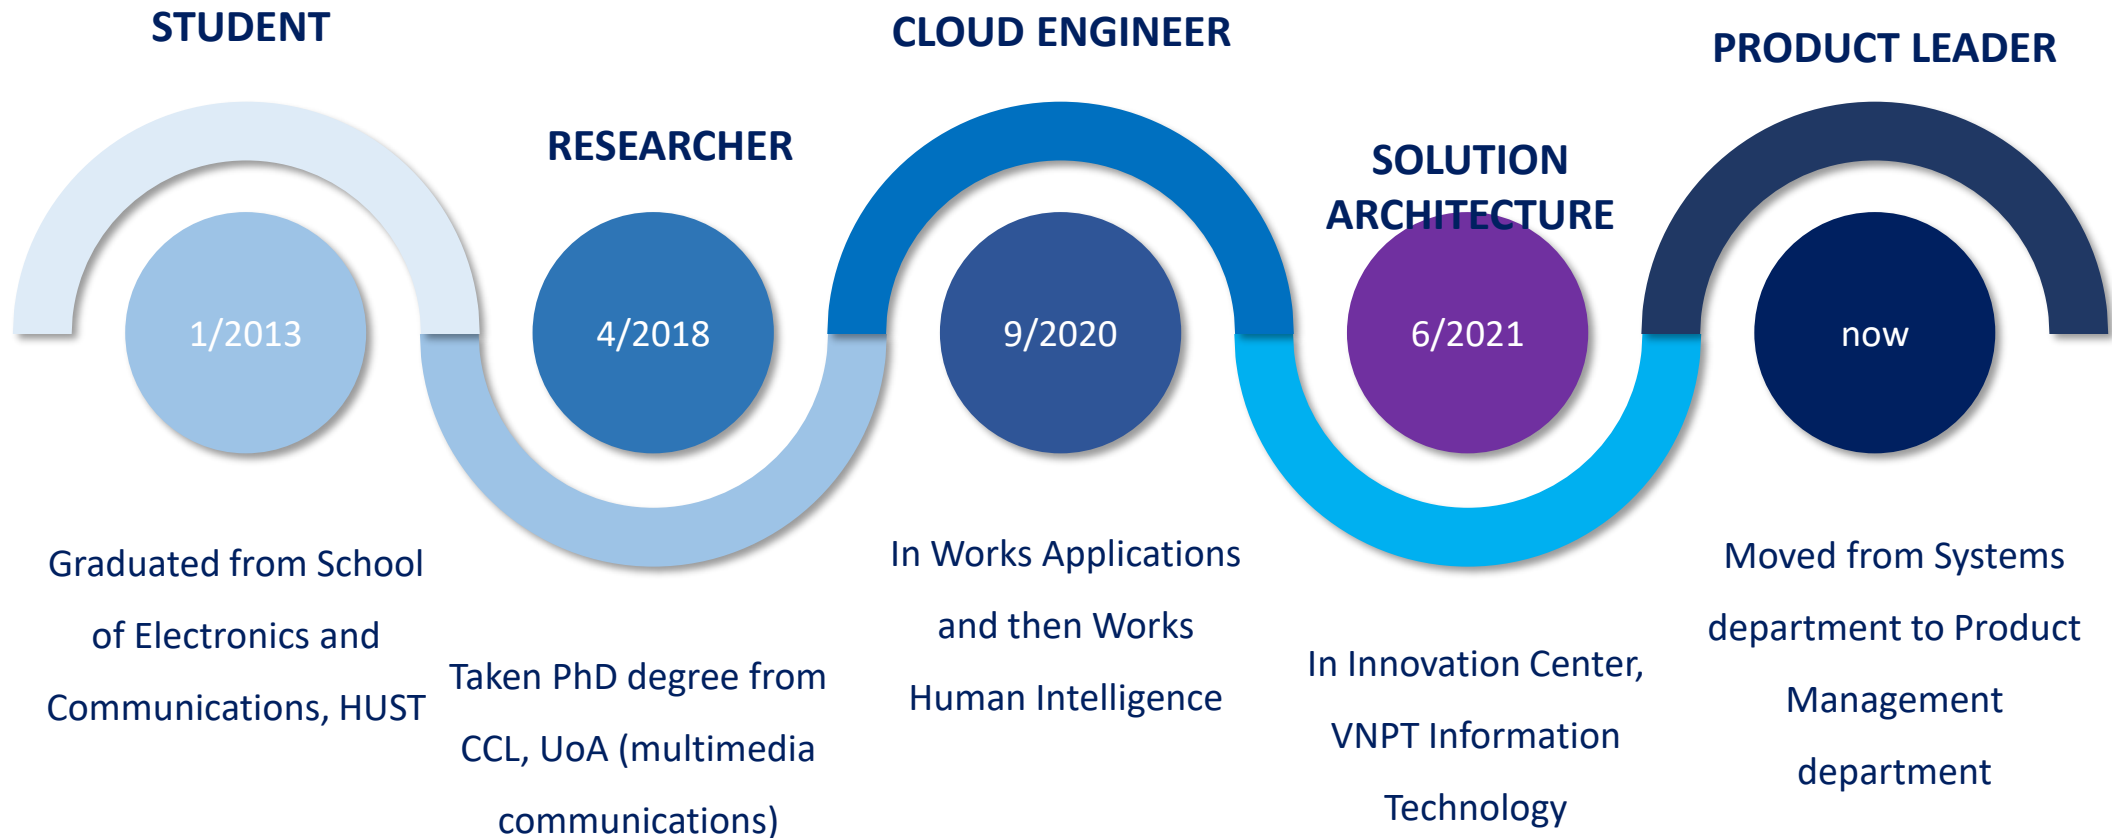 STUDENT
1/2013
Graduated from School
of Electronics and
Communications, HUST
RESEARCHER
4/2018
Taken PhD degree from
CCL, UoA (multimedia
communications)
CLOUD ENGINEER
9/2020
In Works Applications
and then Works
Human Intelligence
SOLUTION
ARCHITECTURE
6/2021
In Innovation Center,
VNPT Information
Technology
PRODUCT LEADER
now
Moved from Systems
department to Product
Management
department